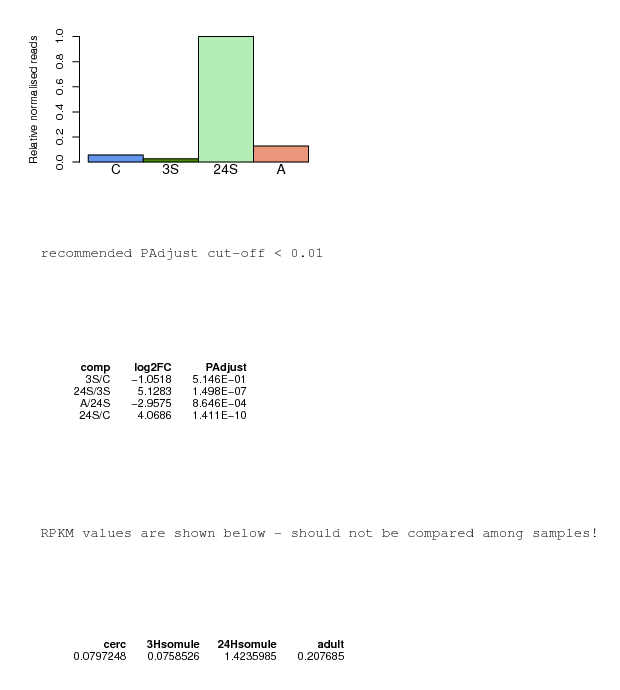 Relative normalised reads
1.0
0.8
0.6
0.4
0.2
0.0
C 3S 24S A
recommended PAdjust cut-off < 0.01
comp log2FC PAdjust
3S/C −1.0518 5.146E−01
24S/3S 5.1283 1.498E−07
A/24S −2.9575 8.646E−04
24S/C 4.0686 1.411E−10
RPKM values are shown below - should not be compared among samples!
cerc 3Hsomule 24Hsomule adult
0.0797248 0.0758526 1.4235985 0.207685